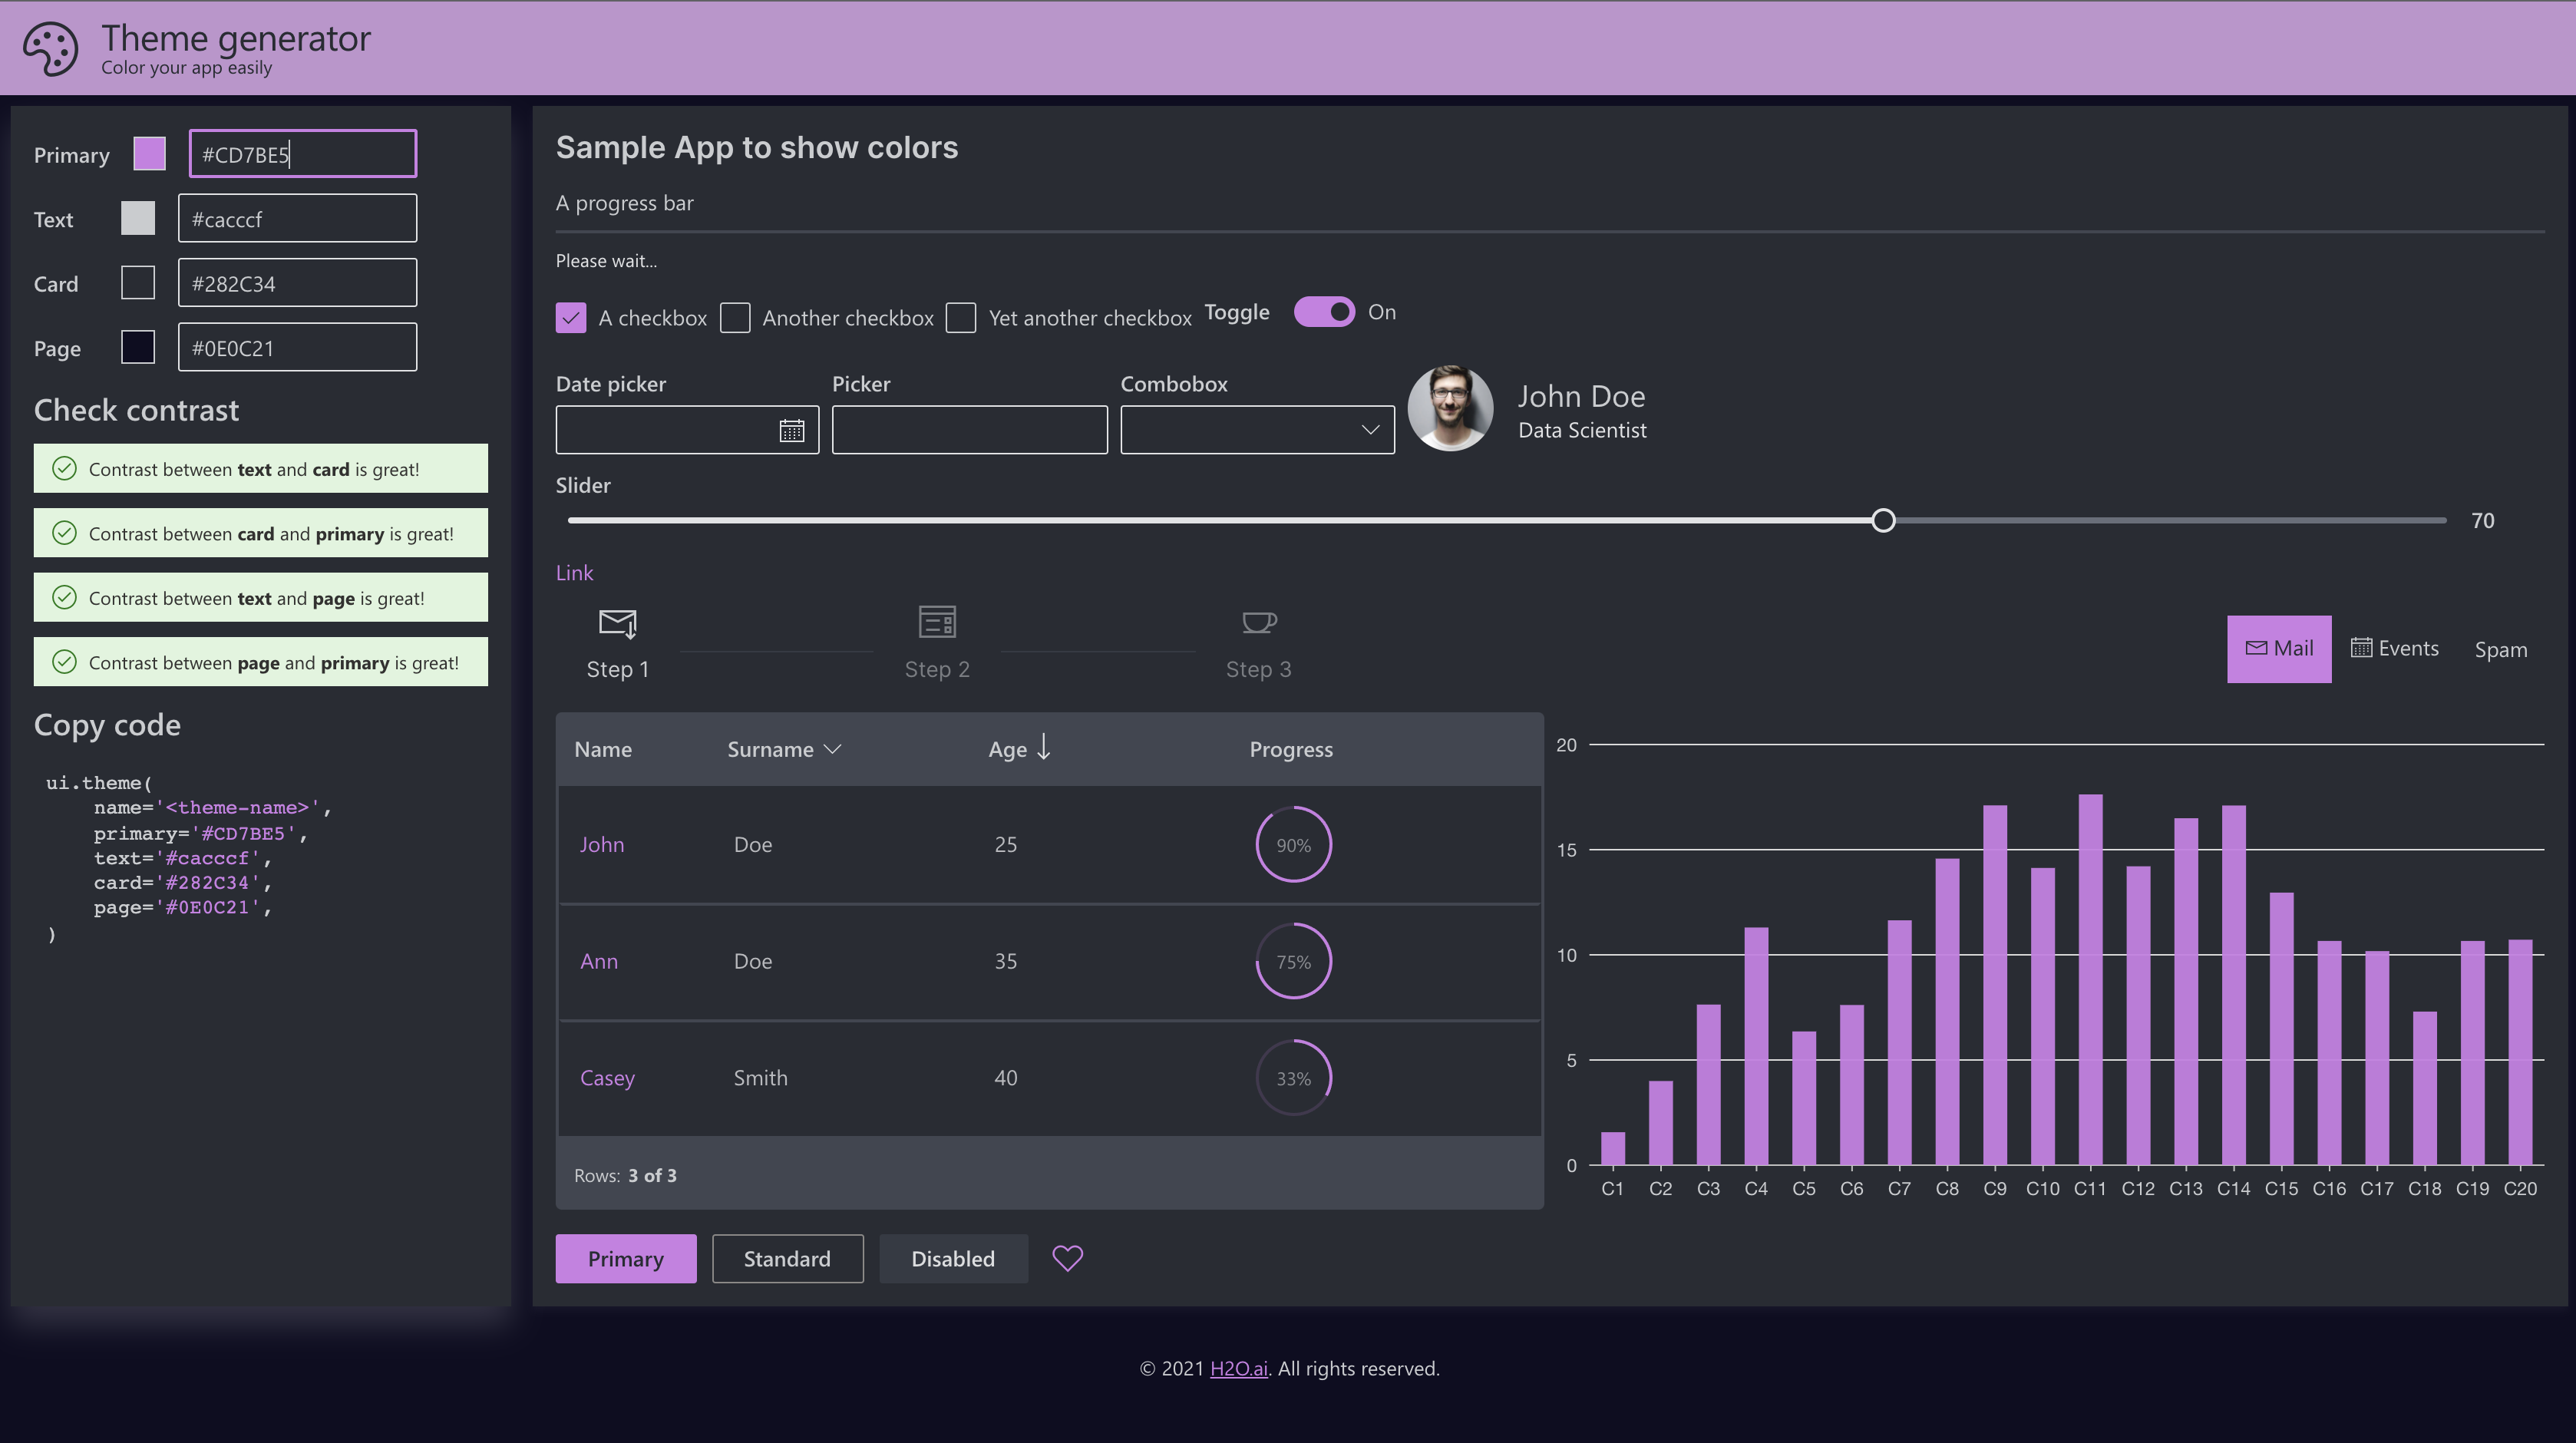 Theme generator
Color your app easily
Primary #CD7BE5
Text #cacccf
Card #282C34
Page #0E0C21
Check contrast
Contrast between text and card is great!
Contrast between card and primary is great!
Contrast between text and page is great!
Contrast between page and primary is great!
Copy code
ui.theme(
name='<theme-name>',
primary='#CD7BE5',
text='#cacccf',
card='#282C34',
page='#0E0C21',
)
Sample App to show colors
A progress bar
Please wait...
A checkbox Another checkbox Yet another checkbox Toggle On
Date picker Picker Combobox
John Doe
Data Scientist
Slider
70
Link
Step 1 Step 2 Step 3
Mail Events Spam
Name Surname Age Progress
John Doe 25 90%
Ann Doe 35 75%
Casey Smith 40 33%
Rows: 3 of 3
20
15
10
5
0
C1 C2 C3 C4 C5 C6 C7 C8 C9 C10 C11 C12 C13 C14 C15 C16 C17 C18 C19 C20
Primary Standard Disabled
© 2021 H2O.ai. All rights reserved.